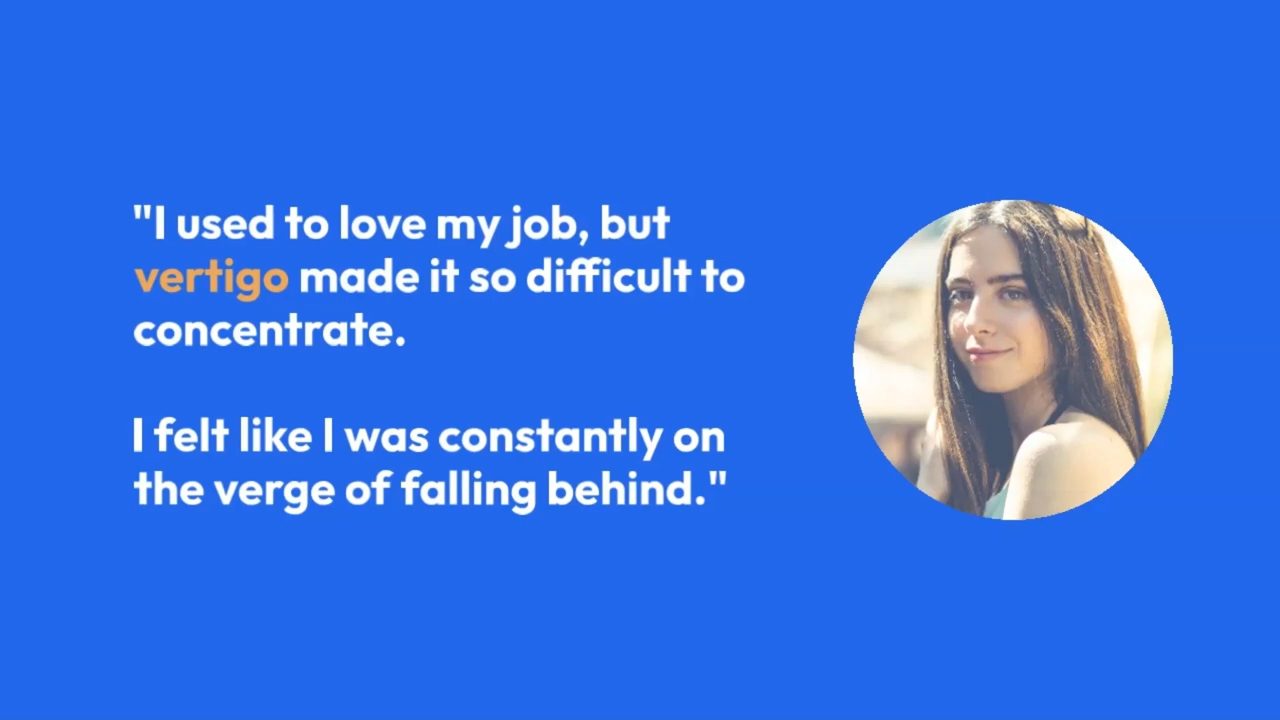 "I used to love my job, but
vertigo made it so difficult to
concentrate.
I felt like I was constantly on
the verge of falling behind."